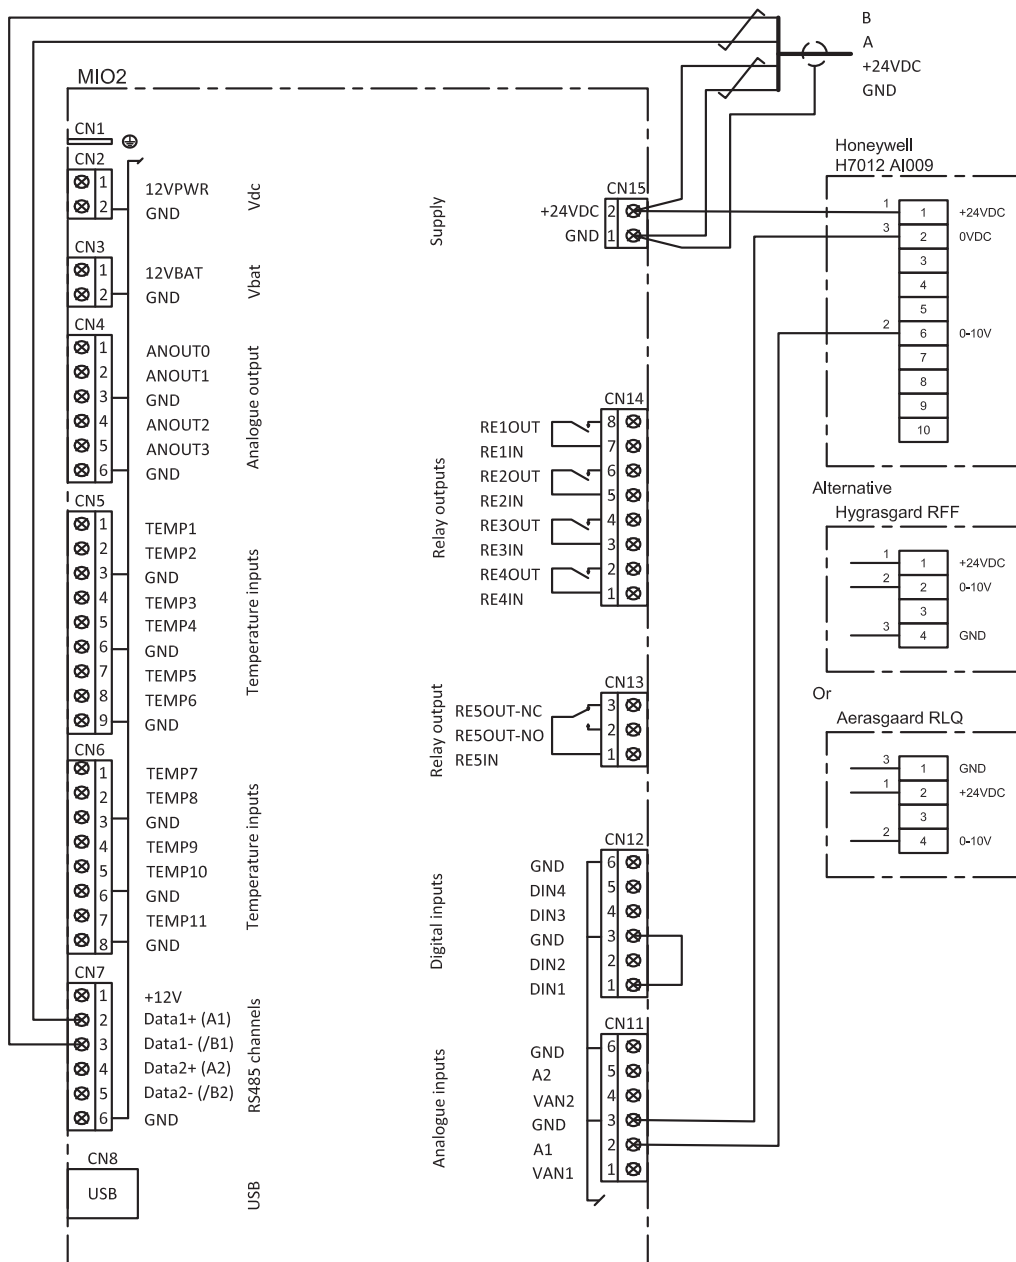 B
A
+24VDC
GND
MIO2
CN1
CN2
1 12VPWR
2 GND
Vdc
CN3
1 12VBAT
2 GND
Vbat
CN4
1 ANOUT0
2 ANOUT1
3 GND
4 ANOUT2
5 ANOUT3
6 GND
Analogue output
CN5
1 TEMP1
2 TEMP2
3 GND
4 TEMP3
5 TEMP4
6 GND
7 TEMP5
8 TEMP6
9 GND
Temperature inputs
CN6
1 TEMP7
2 TEMP8
3 GND
4 TEMP9
5 TEMP10
6 GND
7 TEMP11
8 GND
Temperature inputs
CN7
1 +12V
2 Data1+ (A1)
3 Data1- (/B1)
4 Data2+ (A2)
5 Data2- (/B2)
6 GND
RS485 channels
CN8
USB
USB
Supply
CN15
+24VDC 2
GND 1
Relay outputs
CN14
RE1OUT 8
RE1IN 7
RE2OUT 6
RE2IN 5
RE3OUT 4
RE3IN 3
RE4OUT 2
RE4IN 1
Relay output
CN13
RE5OUT-NC 3
RE5OUT-NO 2
RE5IN 1
Digital inputs
CN12
GND 6
DIN4 5
DIN3 4
GND 3
DIN2 2
DIN1 1
Analogue inputs
CN11
GND 6
A2 5
VAN2 4
GND 3
A1 2
VAN1 1
Honeywell
H7012 AI009
1 1 +24VDC
3 2 0VDC
3
4
5
2 6 0-10V
7
8
9
10
Alternative
Hygrasgard RFF
1 1 +24VDC
2 2 0-10V
3
3 4 GND
Or
Aerasgaard RLQ
3 1 GND
1 2 +24VDC
3
2 4 0-10V